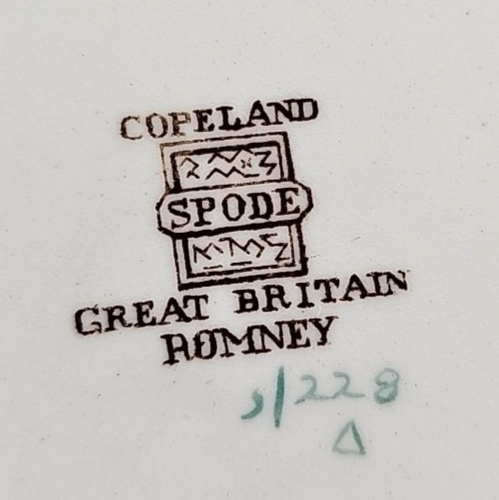 COPELAND
SPODE
GREAT BRITAIN
ROMNEY
s/228
Δ